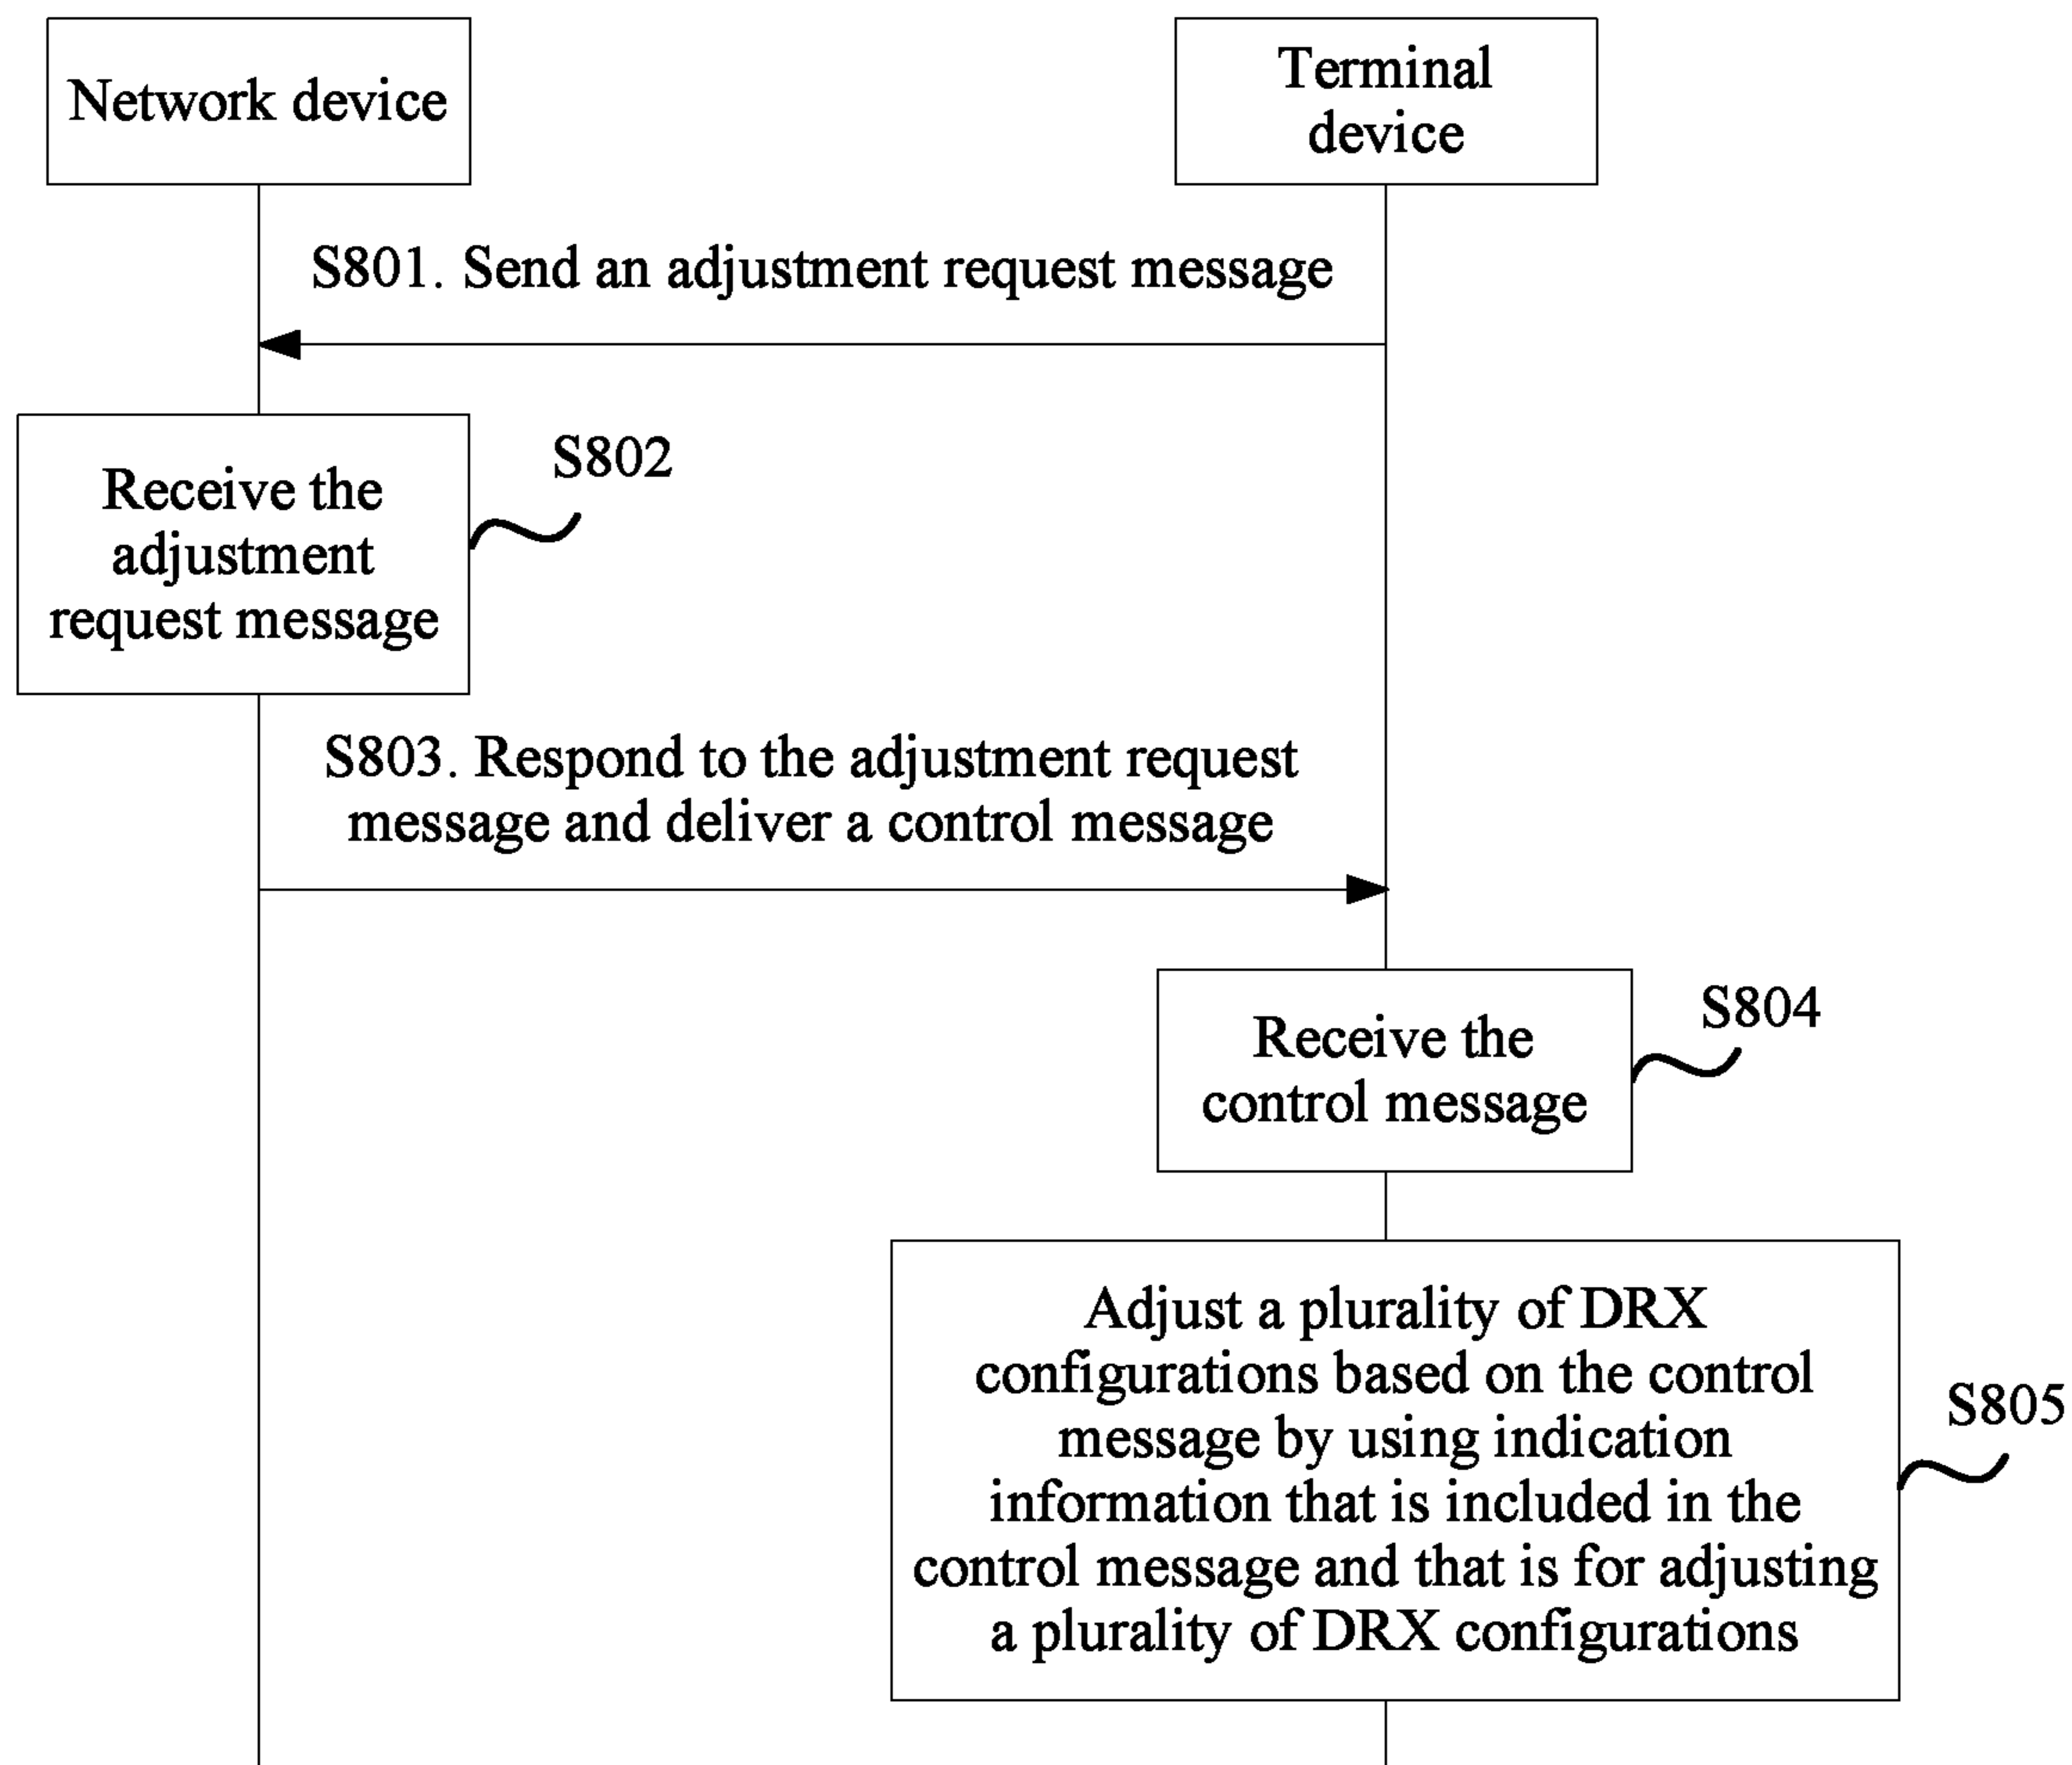 Network device
Terminal
device
S801. Send an adjustment request message
S802
Receive the
adjustment
request message
S803. Respond to the adjustment request
message and deliver a control message
S804
Receive the
control message
Adjust a plurality of DRX
configurations based on the control
message by using indication
information that is included in the
control message and that is for adjusting
a plurality of DRX configurations
S805